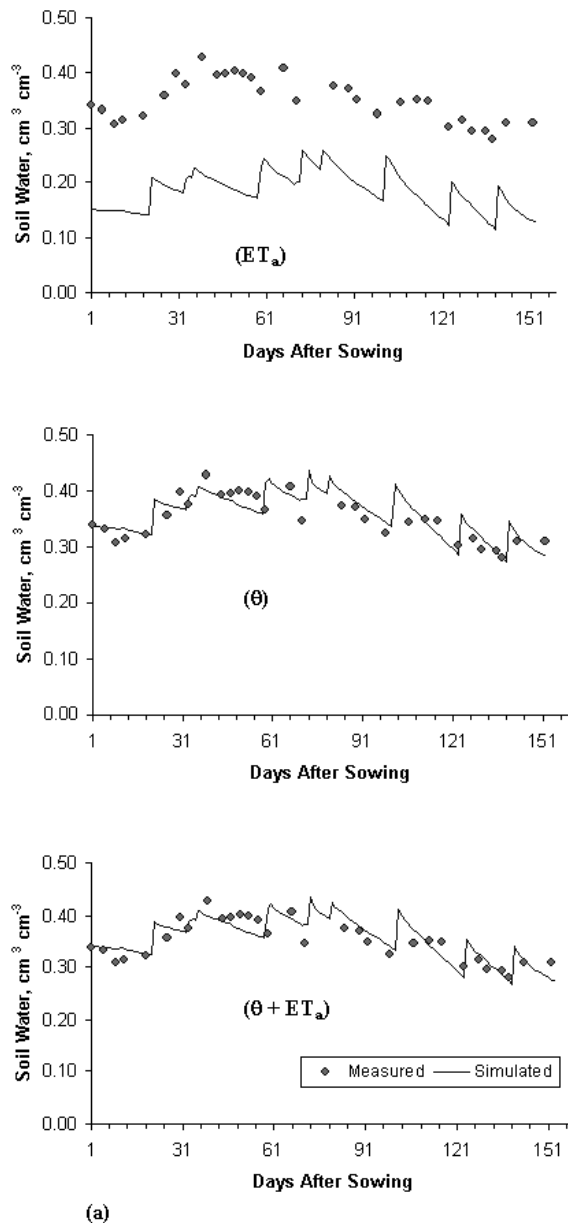 0.50
0.40
0.30
0.20
0.10
0.00
Soil Water, cm³ cm⁻³
(ETₐ)
1 31 61 91 121 151
Days After Sowing
0.50
0.40
0.30
0.20
0.10
0.00
Soil Water, cm³ cm⁻³
(θ)
1 31 61 91 121 151
Days After Sowing
0.50
0.40
0.30
0.20
0.10
0.00
Soil Water, cm³ cm⁻³
(θ + ETₐ)
Measured Simulated
1 31 61 91 121 151
Days After Sowing
(a)